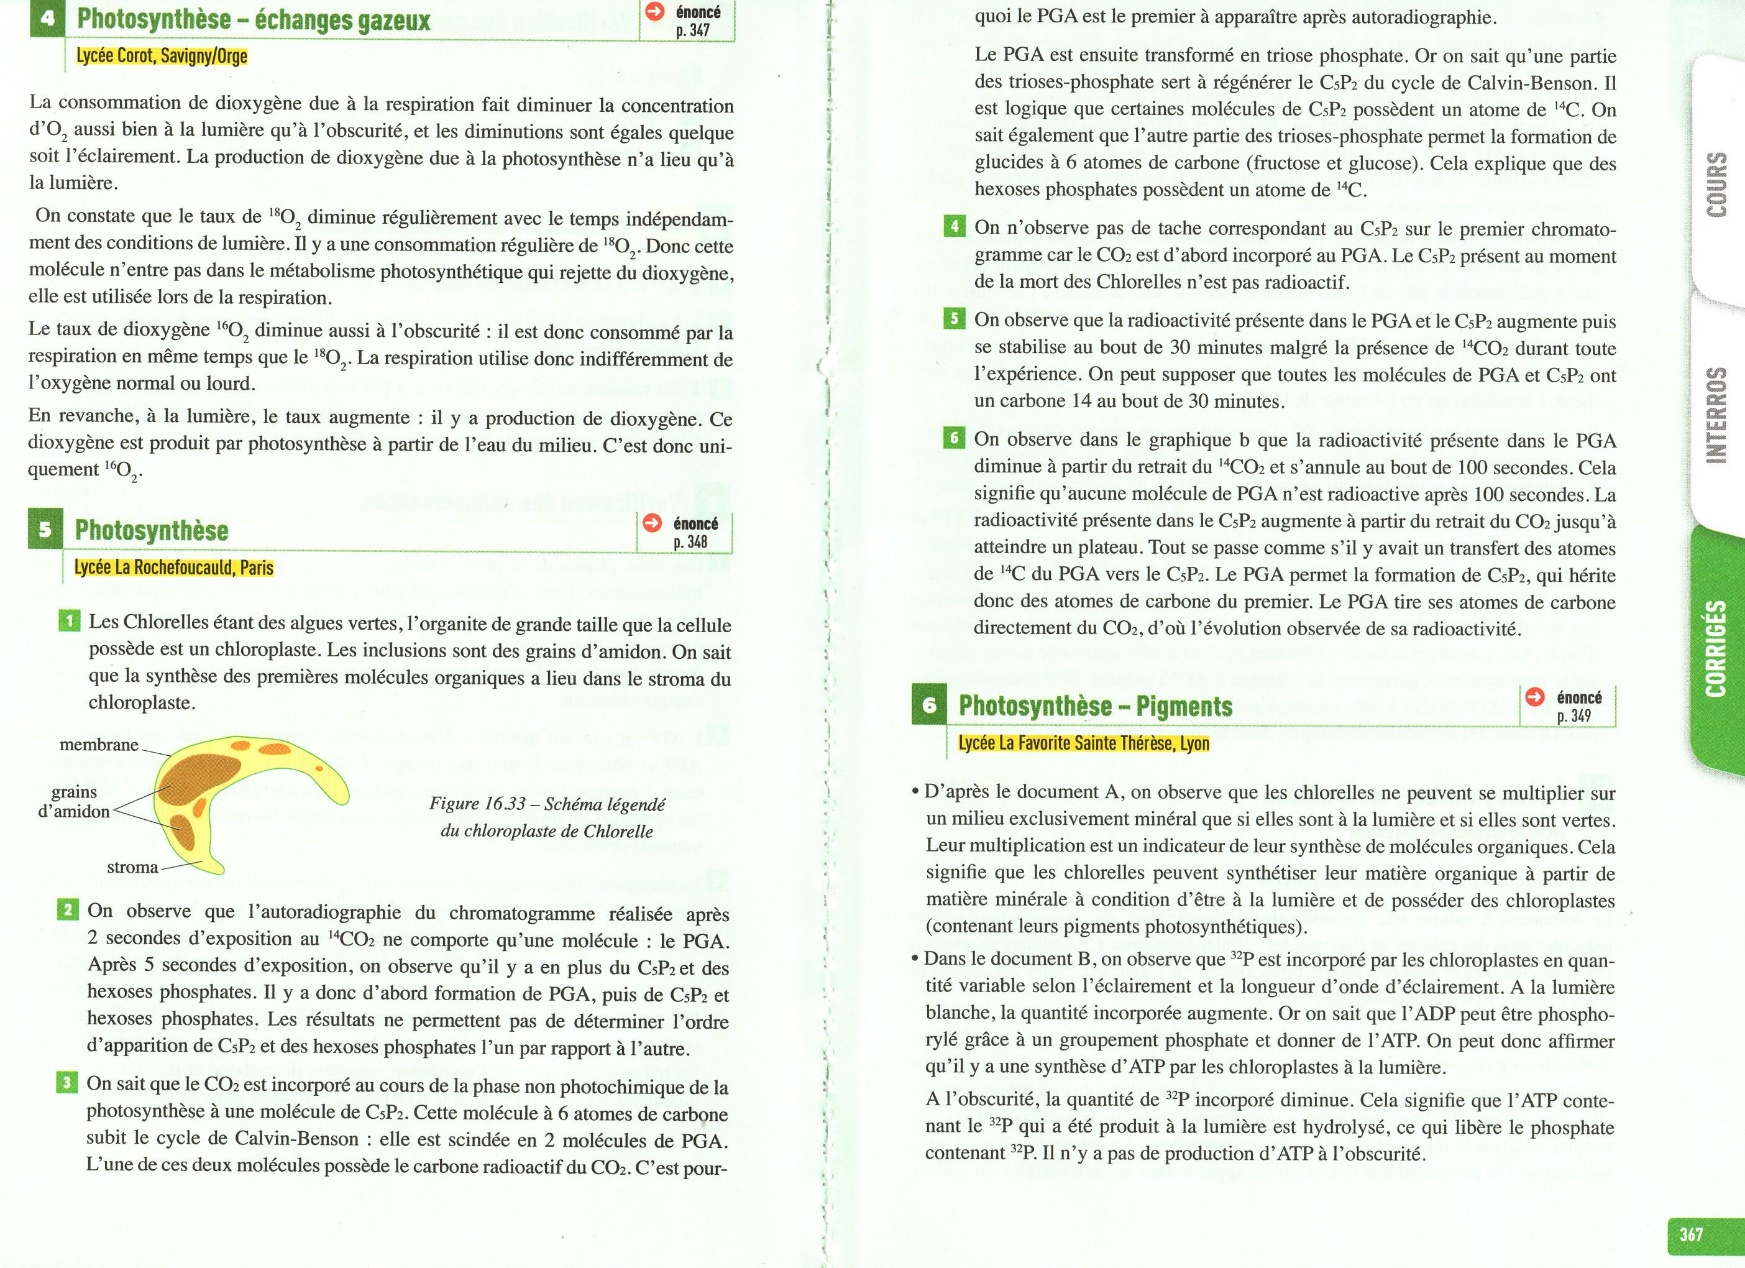 4 Photosynthèse – échanges gazeux
énoncé
p. 347
Lycée Corot, Savigny/Orge
La consommation de dioxygène due à la respiration fait diminuer la concentration
d’O₂ aussi bien à la lumière qu’à l’obscurité, et les diminutions sont égales quelque
soit l’éclairement. La production de dioxygène due à la photosynthèse n’a lieu qu’à
la lumière.
On constate que le taux de ¹⁸O₂ diminue régulièrement avec le temps indépendam-
ment des conditions de lumière. Il y a une consommation régulière de ¹⁸O₂. Donc cette
molécule n’entre pas dans le métabolisme photosynthétique qui rejette du dioxygène,
elle est utilisée lors de la respiration.
Le taux de dioxygène ¹⁶O₂ diminue aussi à l’obscurité : il est donc consommé par la
respiration en même temps que le ¹⁸O₂. La respiration utilise donc indifféremment de
l’oxygène normal ou lourd.
En revanche, à la lumière, le taux augmente : il y a production de dioxygène. Ce
dioxygène est produit par photosynthèse à partir de l’eau du milieu. C’est donc uni-
quement ¹⁶O₂.
5 Photosynthèse
énoncé
p. 348
Lycée La Rochefoucauld, Paris
1 Les Chlorelles étant des algues vertes, l’organite de grande taille que la cellule
possède est un chloroplaste. Les inclusions sont des grains d’amidon. On sait
que la synthèse des premières molécules organiques a lieu dans le stroma du
chloroplaste.
membrane
grains
d’amidon
stroma
Figure 16.33 – Schéma légendé
du chloroplaste de Chlorelle
2 On observe que l’autoradiographie du chromatogramme réalisée après
2 secondes d’exposition au ¹⁴CO₂ ne comporte qu’une molécule : le PGA.
Après 5 secondes d’exposition, on observe qu’il y a en plus du C₅P₂ et des
hexoses phosphates. Il y a donc d’abord formation de PGA, puis de C₅P₂ et
hexoses phosphates. Les résultats ne permettent pas de déterminer l’ordre
d’apparition de C₅P₂ et des hexoses phosphates l’un par rapport à l’autre.
3 On sait que le CO₂ est incorporé au cours de la phase non photochimique de la
photosynthèse à une molécule de C₅P₂. Cette molécule à 6 atomes de carbone
subit le cycle de Calvin-Benson : elle est scindée en 2 molécules de PGA.
L’une de ces deux molécules possède le carbone radioactif du CO₂. C’est pour-
quoi le PGA est le premier à apparaître après autoradiographie.
Le PGA est ensuite transformé en triose phosphate. Or on sait qu’une partie
des trioses-phosphate sert à régénérer le C₅P₂ du cycle de Calvin-Benson. Il
est logique que certaines molécules de C₅P₂ possèdent un atome de ¹⁴C. On
sait également que l’autre partie des trioses-phosphate permet la formation de
glucides à 6 atomes de carbone (fructose et glucose). Cela explique que des
hexoses phosphates possèdent un atome de ¹⁴C.
4 On n’observe pas de tache correspondant au C₅P₂ sur le premier chromato-
gramme car le CO₂ est d’abord incorporé au PGA. Le C₅P₂ présent au moment
de la mort des Chlorelles n’est pas radioactif.
5 On observe que la radioactivité présente dans le PGA et le C₅P₂ augmente puis
se stabilise au bout de 30 minutes malgré la présence de ¹⁴CO₂ durant toute
l’expérience. On peut supposer que toutes les molécules de PGA et C₅P₂ ont
un carbone 14 au bout de 30 minutes.
6 On observe dans le graphique b que la radioactivité présente dans le PGA
diminue à partir du retrait du ¹⁴CO₂ et s’annule au bout de 100 secondes. Cela
signifie qu’aucune molécule de PGA n’est radioactive après 100 secondes. La
radioactivité présente dans le C₅P₂ augmente à partir du retrait du CO₂ jusqu’à
atteindre un plateau. Tout se passe comme s’il y avait un transfert des atomes
de ¹⁴C du PGA vers le C₅P₂. Le PGA permet la formation de C₅P₂, qui hérite
donc des atomes de carbone du premier. Le PGA tire ses atomes de carbone
directement du CO₂, d’où l’évolution observée de sa radioactivité.
6 Photosynthèse – Pigments
énoncé
p. 349
Lycée La Favorite Sainte Thérèse, Lyon
• D’après le document A, on observe que les chlorelles ne peuvent se multiplier sur
un milieu exclusivement minéral que si elles sont à la lumière et si elles sont vertes.
Leur multiplication est un indicateur de leur synthèse de molécules organiques. Cela
signifie que les chlorelles peuvent synthétiser leur matière organique à partir de
matière minérale à condition d’être à la lumière et de posséder des chloroplastes
(contenant leurs pigments photosynthétiques).
• Dans le document B, on observe que ³²P est incorporé par les chloroplastes en quan-
tité variable selon l’éclairement et la longueur d’onde d’éclairement. A la lumière
blanche, la quantité incorporée augmente. Or on sait que l’ADP peut être phospho-
rylé grâce à un groupement phosphate et donner de l’ATP. On peut donc affirmer
qu’il y a une synthèse d’ATP par les chloroplastes à la lumière.
A l’obscurité, la quantité de ³²P incorporé diminue. Cela signifie que l’ATP conte-
nant le ³²P qui a été produit à la lumière est hydrolysé, ce qui libère le phosphate
contenant ³²P. Il n’y a pas de production d’ATP à l’obscurité.
COURS
INTERROS
CORRIGÉS
367